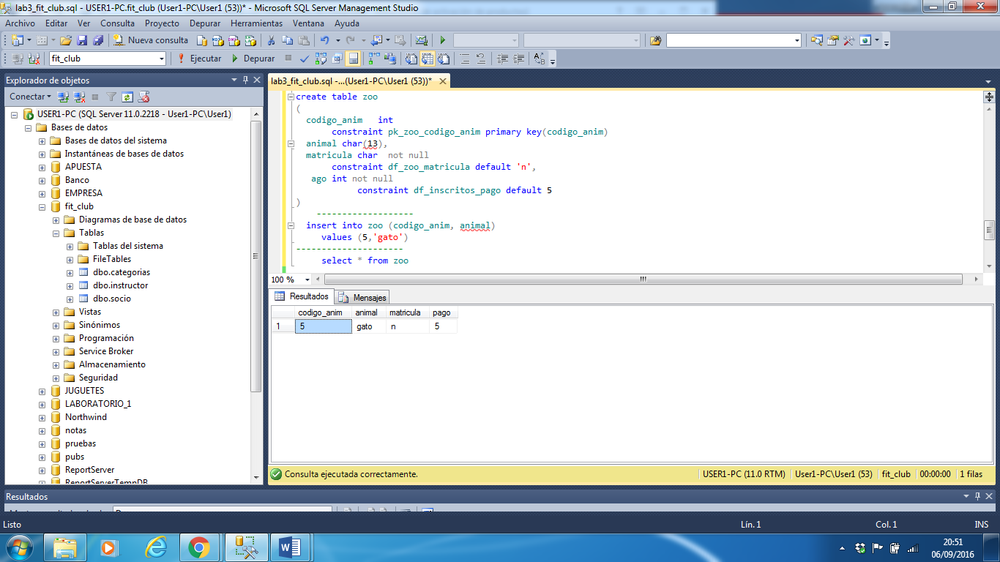 lab3_fit_club.sql - USER1-PC.fit_club (User1-PC\User1 (53))* - Microsoft SQL Server Management Studio
Archivo Editar Ver Consulta Proyecto Depurar Herramientas Ventana Ayuda
Nueva consulta
fit_club Ejecutar Depurar
Explorador de objetos
Conectar
USER1-PC (SQL Server 11.0.2218 - User1-PC\User1)
Bases de datos
Bases de datos del sistema
Instantáneas de bases de datos
APUESTA
Banco
EMPRESA
fit_club
Diagramas de base de datos
Tablas
Tablas del sistema
FileTables
dbo.categorias
dbo.instructor
dbo.socio
Vistas
Sinónimos
Programación
Service Broker
Almacenamiento
Seguridad
JUGUETES
LABORATORIO_1
Northwind
notas
pruebas
pubs
ReportServer
ReportServerTempDB
lab3_fit_club.sql -...(User1-PC\User1 (53))*
create table zoo
(
codigo_anim int
constraint pk_zoo_codigo_anim primary key(codigo_anim)
animal char(13),
matricula char not null
constraint df_zoo_matricula default 'n',
ago int not null
constraint df_inscritos_pago default 5
)
-------------------
insert into zoo (codigo_anim, animal)
values (5,'gato')
---------------------
select * from zoo
100 %
Resultados Mensajes
codigo_anim animal matricula pago
1 5 gato n 5
Consulta ejecutada correctamente. USER1-PC (11.0 RTM) User1-PC\User1 (53) fit_club 00:00:00 1 filas
Resultados
Listo Lín. 1 Col. 1 INS
20:51
06/09/2016